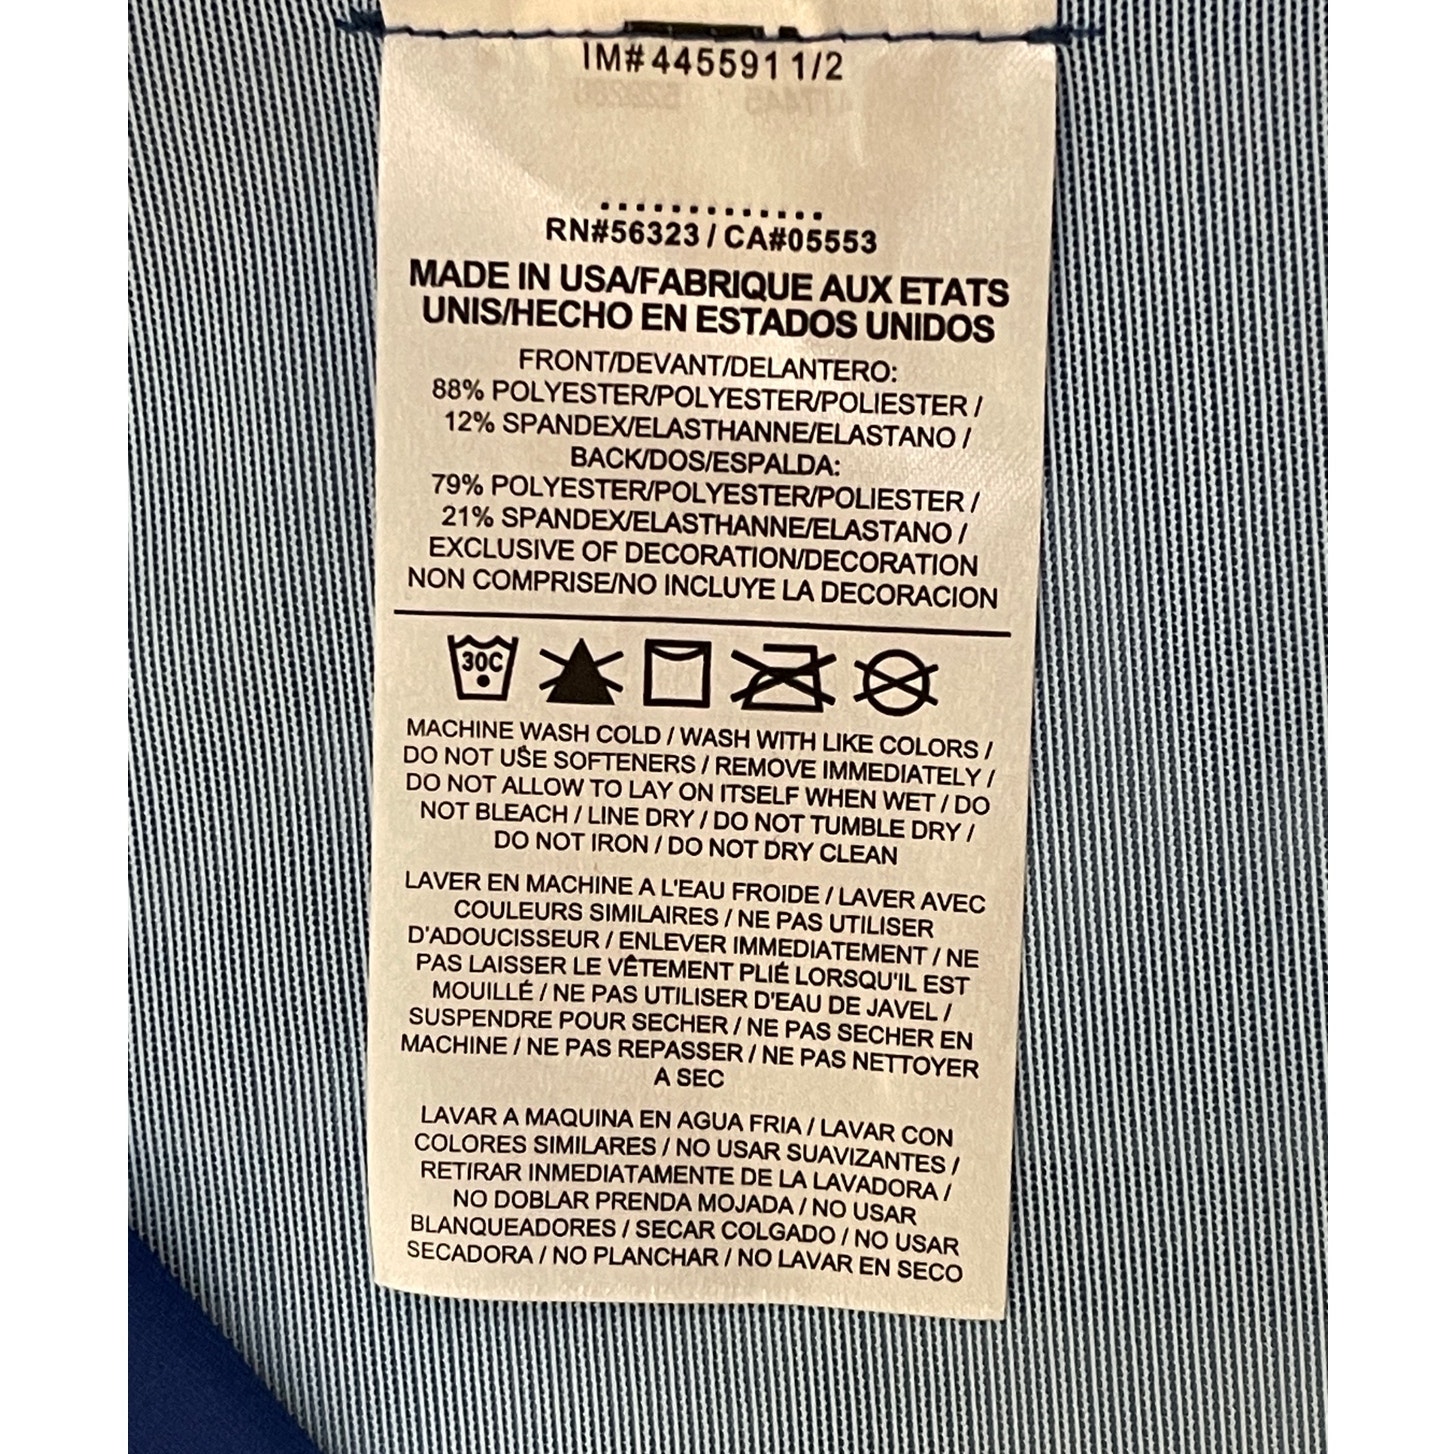 IM#445591 1/2
RN#56323 / CA#05553
MADE IN USA/FABRIQUE AUX ETATS
UNIS/HECHO EN ESTADOS UNIDOS
FRONT/DEVANT/DELANTERO:
88% POLYESTER/POLYESTER/POLIESTER /
12% SPANDEX/ELASTHANNE/ELASTANO /
BACK/DOS/ESPALDA:
79% POLYESTER/POLYESTER/POLIESTER /
21% SPANDEX/ELASTHANNE/ELASTANO /
EXCLUSIVE OF DECORATION/DECORATION
NON COMPRISE/NO INCLUYE LA DECORACION
30C
MACHINE WASH COLD / WASH WITH LIKE COLORS /
DO NOT USE SOFTENERS / REMOVE IMMEDIATELY /
DO NOT ALLOW TO LAY ON ITSELF WHEN WET / DO
NOT BLEACH / LINE DRY / DO NOT TUMBLE DRY /
DO NOT IRON / DO NOT DRY CLEAN
LAVER EN MACHINE A L'EAU FROIDE / LAVER AVEC
COULEURS SIMILAIRES / NE PAS UTILISER
D'ADOUCISSEUR / ENLEVER IMMEDIATEMENT / NE
PAS LAISSER LE VÊTEMENT PLIÉ LORSQU'IL EST
MOUILLÉ / NE PAS UTILISER D'EAU DE JAVEL /
SUSPENDRE POUR SECHER / NE PAS SECHER EN
MACHINE / NE PAS REPASSER / NE PAS NETTOYER
A SEC
LAVAR A MAQUINA EN AGUA FRIA / LAVAR CON
COLORES SIMILARES / NO USAR SUAVIZANTES /
RETIRAR INMEDIATAMENTE DE LA LAVADORA /
NO DOBLAR PRENDA MOJADA / NO USAR
BLANQUEADORES / SECAR COLGADO / NO USAR
SECADORA / NO PLANCHAR / NO LAVAR EN SECO